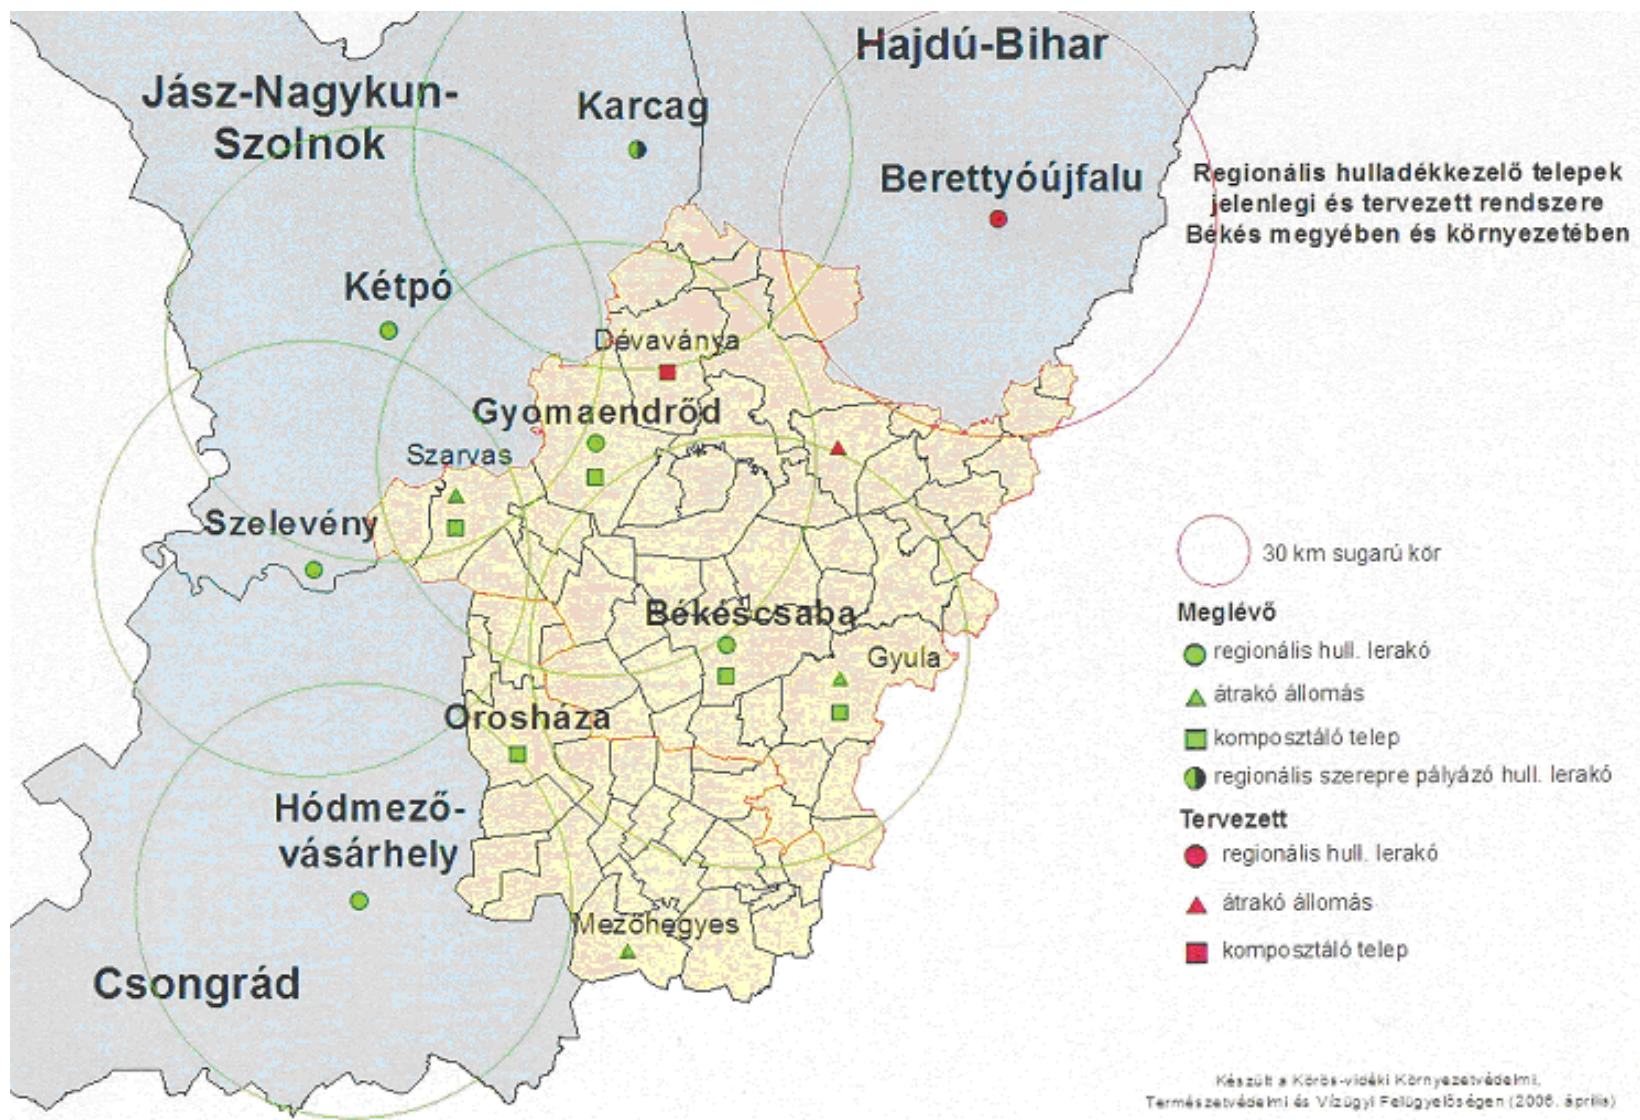 Hajdú-Bihar
Jász-Nagykun-
Szolnok
Karcag
Berettyóújfalu
Regionális hulladékkezelő telepek
jelenlegi és tervezett rendszere
Békés megyében és környezetében
Kétpó
Dévaványa
Gyomaendrőd
Szarvas
Szelevény
30 km sugarú kör
Békéscsaba
Meglévő
Gyula
regionális hull. lerakó
átrakó állomás
Orosháza
komposztáló telep
regionális szerepre pályázó hull. lerakó
Hódmező-
vásárhely
Tervezett
regionális hull. lerakó
átrakó állomás
Mezőhegyes
komposztáló telep
Csongrád
Készült a Körös-vidéki Környezetvédelmi,
Természetvédelmi és Vízügyi Felügyelőségen (2006. április)